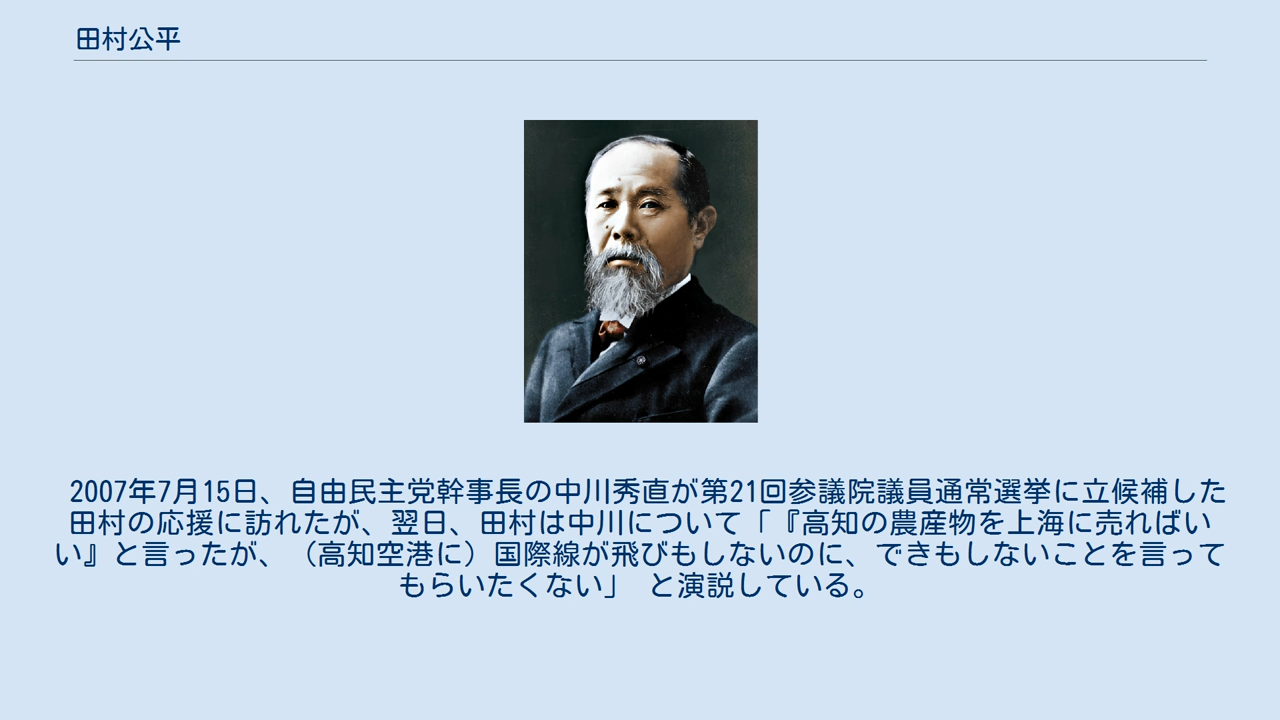 田村公平
2007年7月15日、自由民主党幹事長の中川秀直が第21回参議院議員通常選挙に立候補した
田村の応援に訪れたが、翌日、田村は中川について「『高知の農産物を上海に売ればい
い』と言ったが、（高知空港に）国際線が飛びもしないのに、できもしないことを言って
もらいたくない」 と演説している。